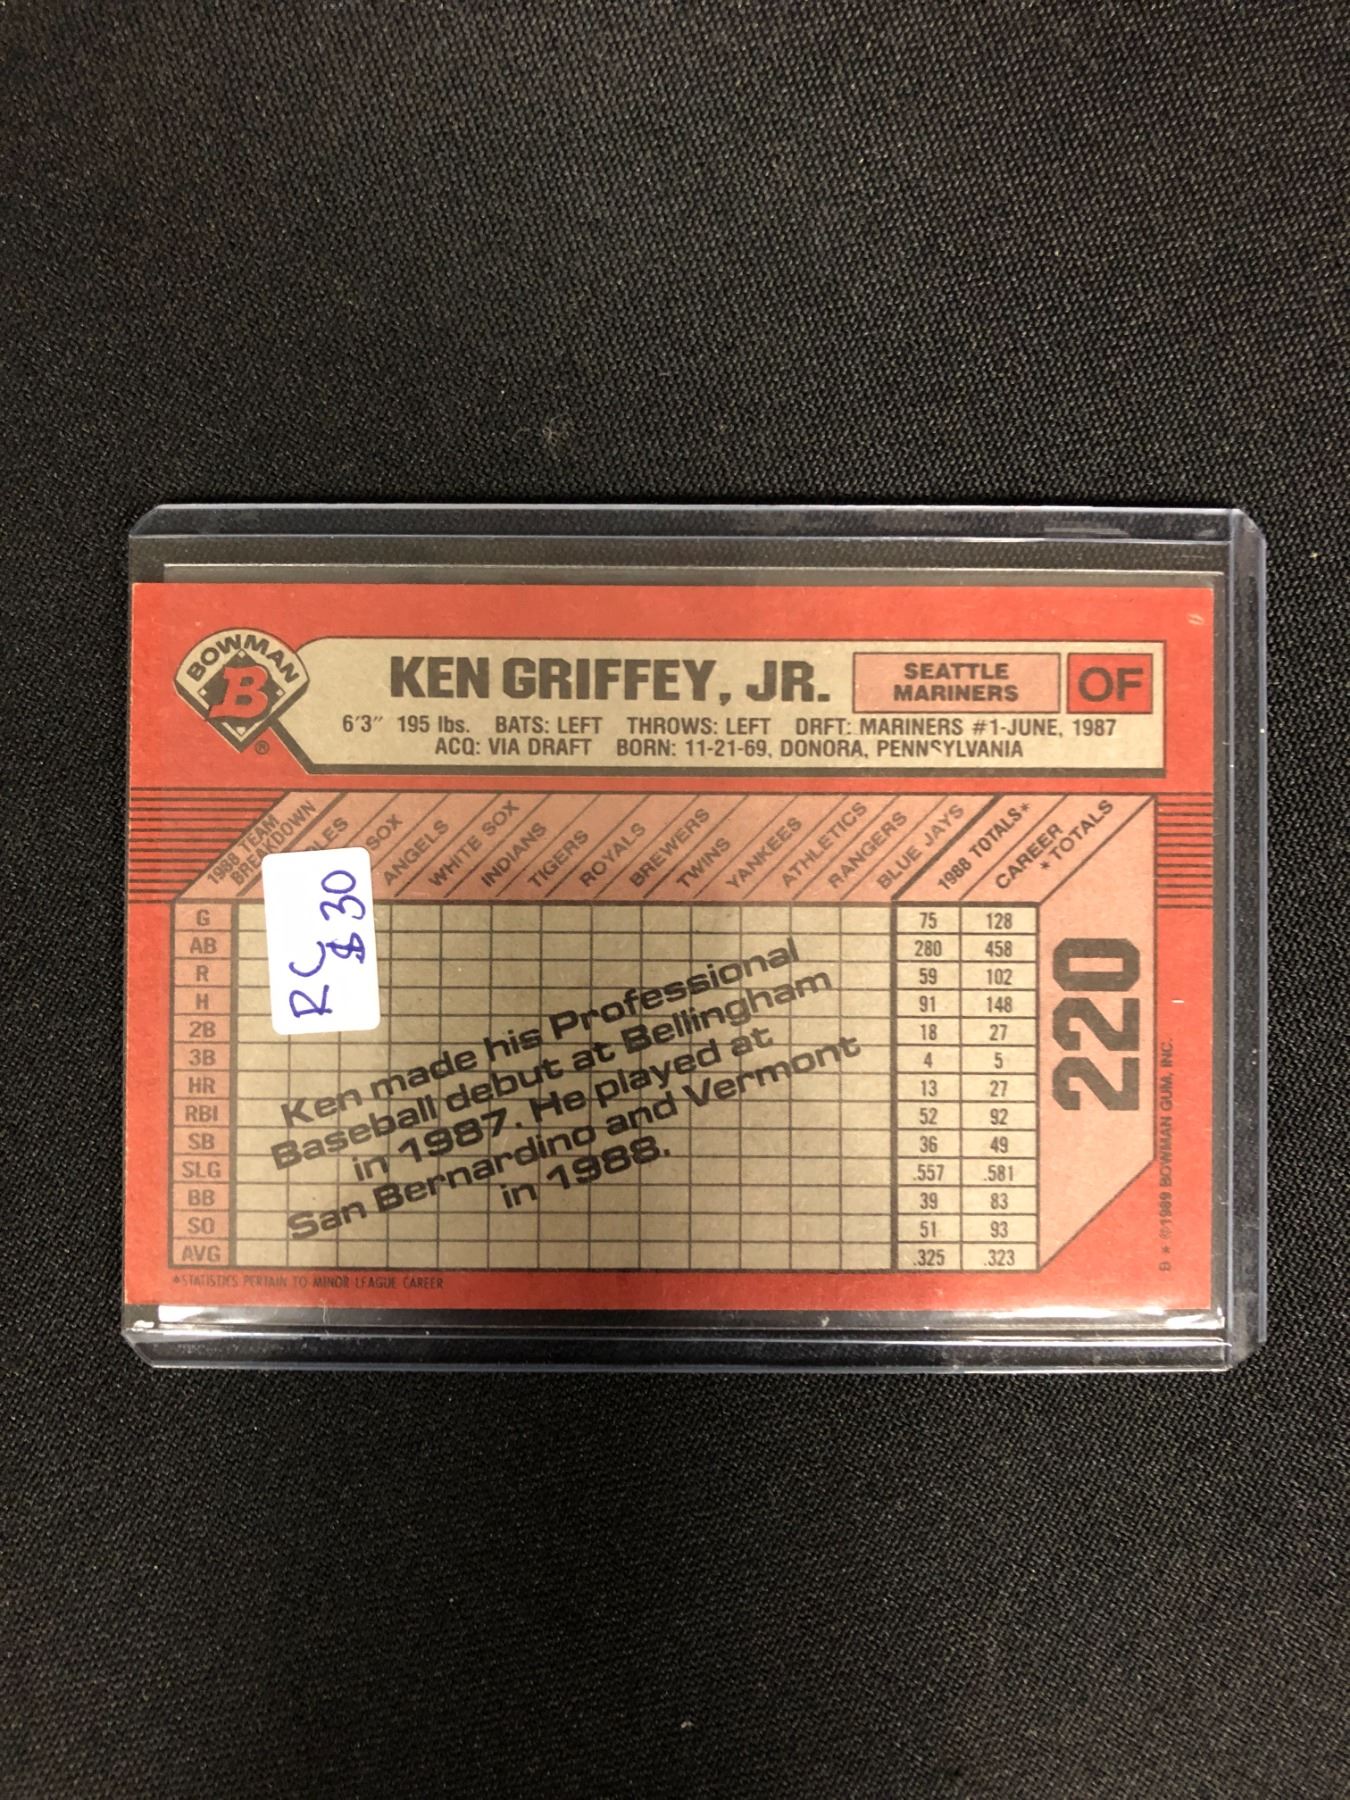 BOWMAN
B
®
KEN GRIFFEY, JR.
SEATTLE
MARINERS
OF
6'3" 195 lbs. BATS: LEFT THROWS: LEFT DRFT: MARINERS #1-JUNE, 1987
ACQ: VIA DRAFT BORN: 11-21-69, DONORA, PENNSYLVANIA
1988 TEAM
BREAKDOWN
LES
SOX
ANGELS
WHITE SOX
INDIANS
TIGERS
ROYALS
BREWERS
TWINS
YANKEES
ATHLETICS
RANGERS
BLUE JAYS
1988 TOTALS*
CAREER
*TOTALS
G 75 128
AB 280 458
R 59 102
H 91 148
2B 18 27
3B 4 5
HR 13 27
RBI 52 92
SB 36 49
SLG .557 .581
BB 39 83
SO 51 93
AVG .325 .323
RC
$30
Ken made his Professional
Baseball debut at Bellingham
in 1987. He played at
San Bernardino and Vermont
in 1988.
220
*STATISTICS PERTAIN TO MINOR LEAGUE CAREER
D * ©1989 BOWMAN GUM, INC.